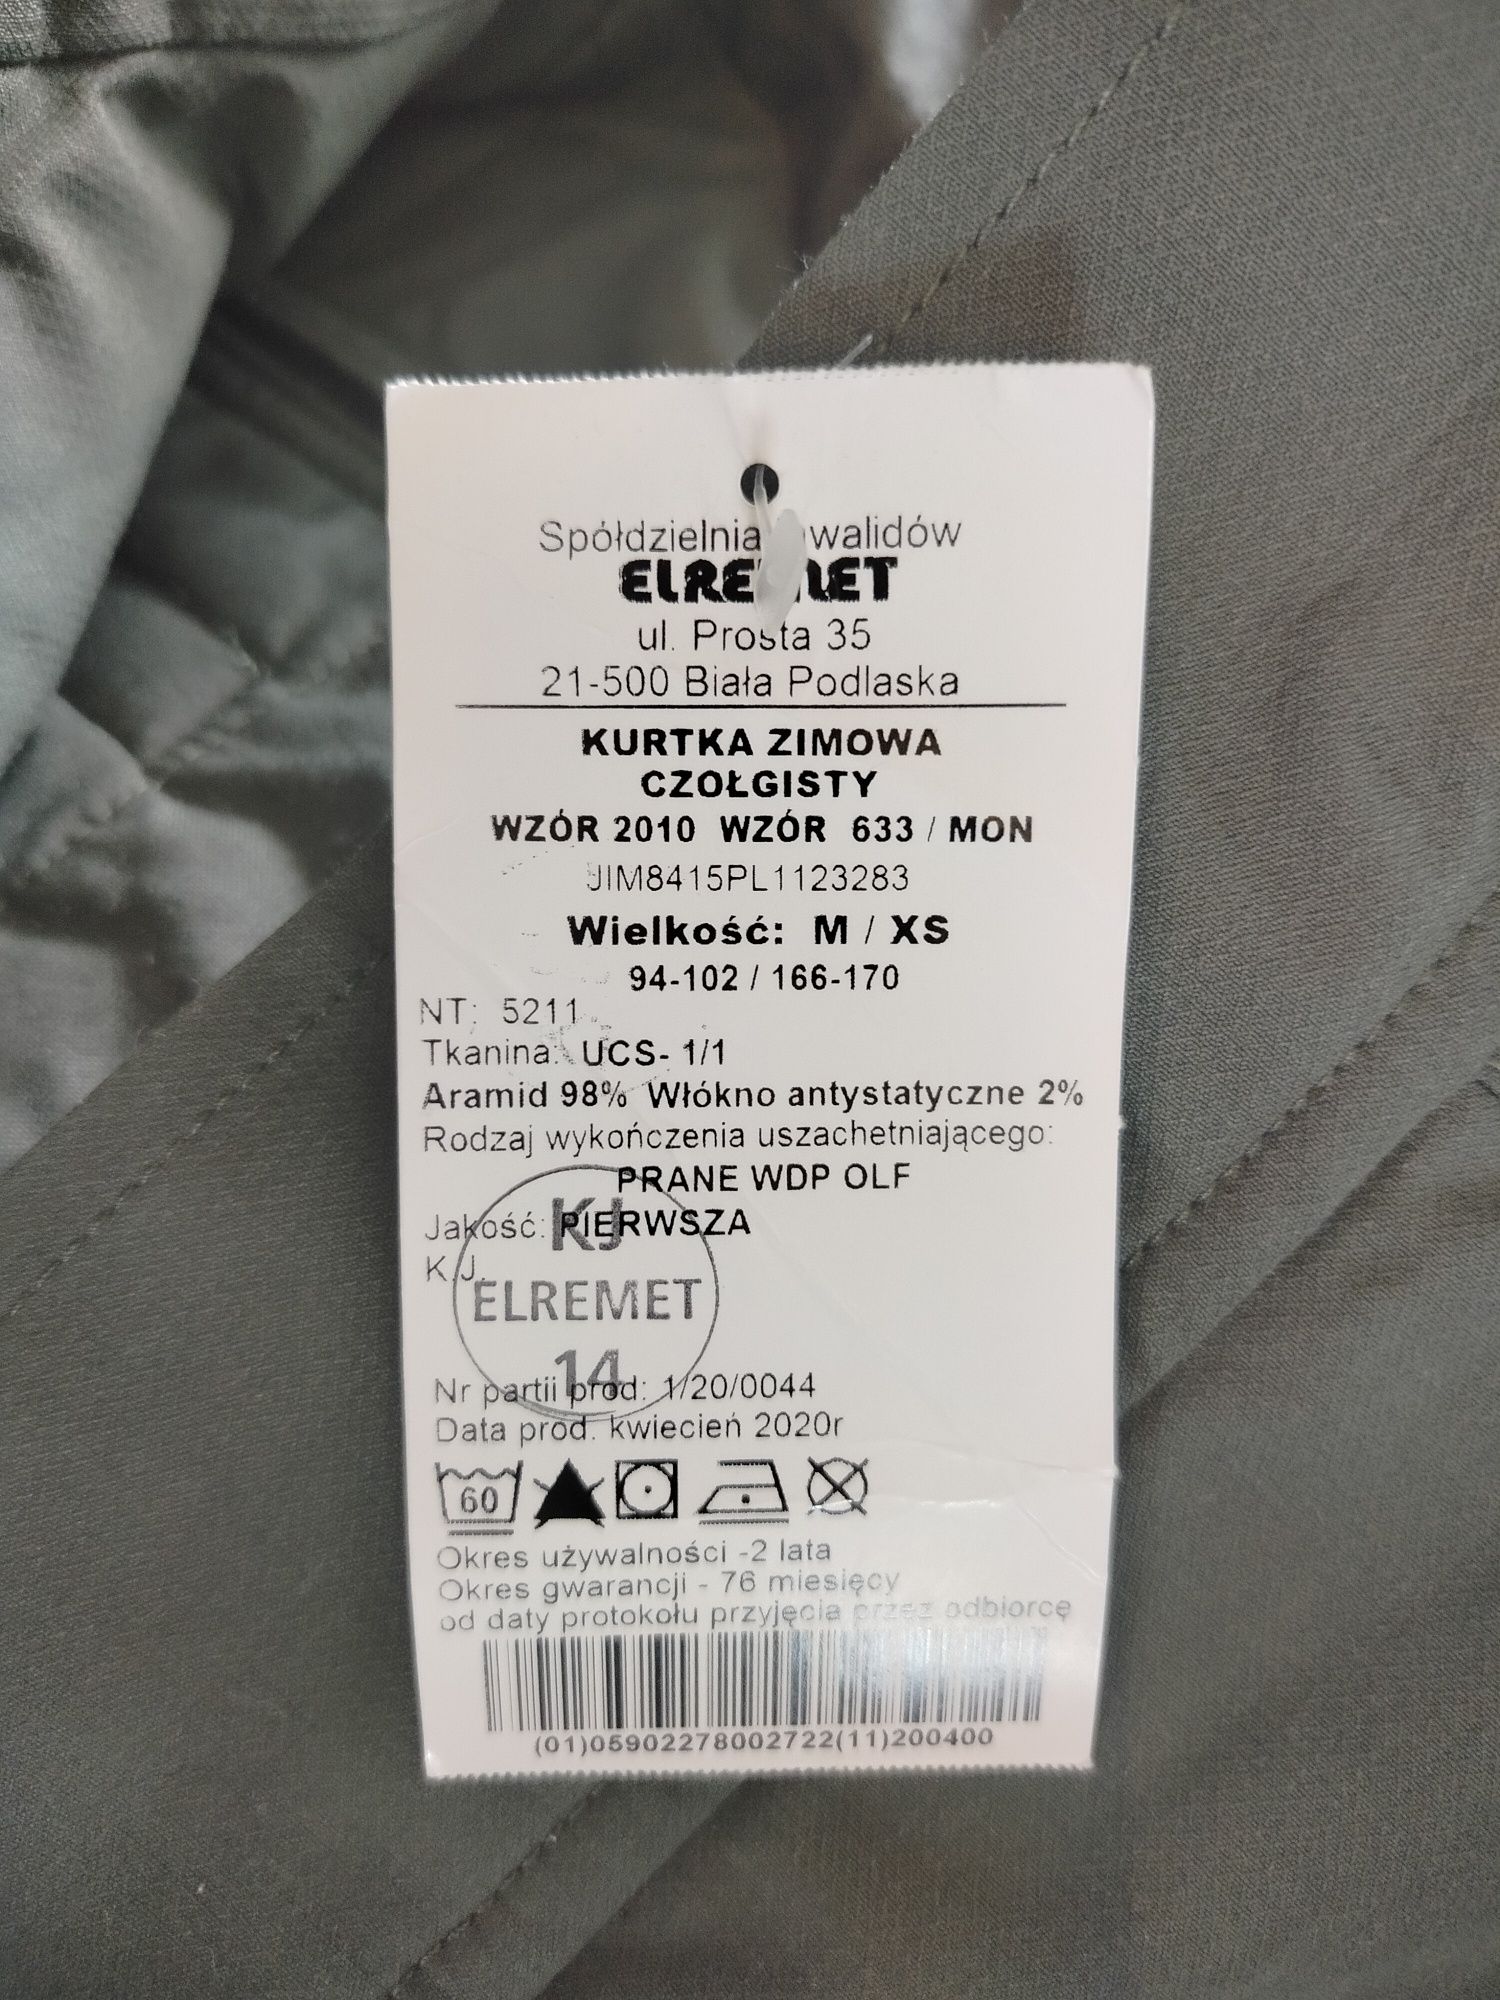 Spółdzielnia
ELREMET
ul. Prosta 35
21-500 Biała Podlaska
KURTKA ZIMOWA
CZOŁGISTY
WZÓR 2010 WZÓR 633 / MON
JIM8415PL1123283
Wielkość: M / XS
94-102 / 166-170
NT: 5211
Tkanina: UCS- 1/1
Aramid 98% Włókno antystatyczne 2%
Rodzaj wykończenia uszachetniającego:
PRANE WDP OLF
Jakość: PIERWSZA
KJ
K.J.
ELREMET
14
Nr partii prod: 1/20/0044
Data prod. kwiecień 2020r
60
Okres używalności -2 lata
Okres gwarancji - 76 miesięcy
od daty protokołu przyjęcia przez odbiorcę
(01)05902278002722(11)200400